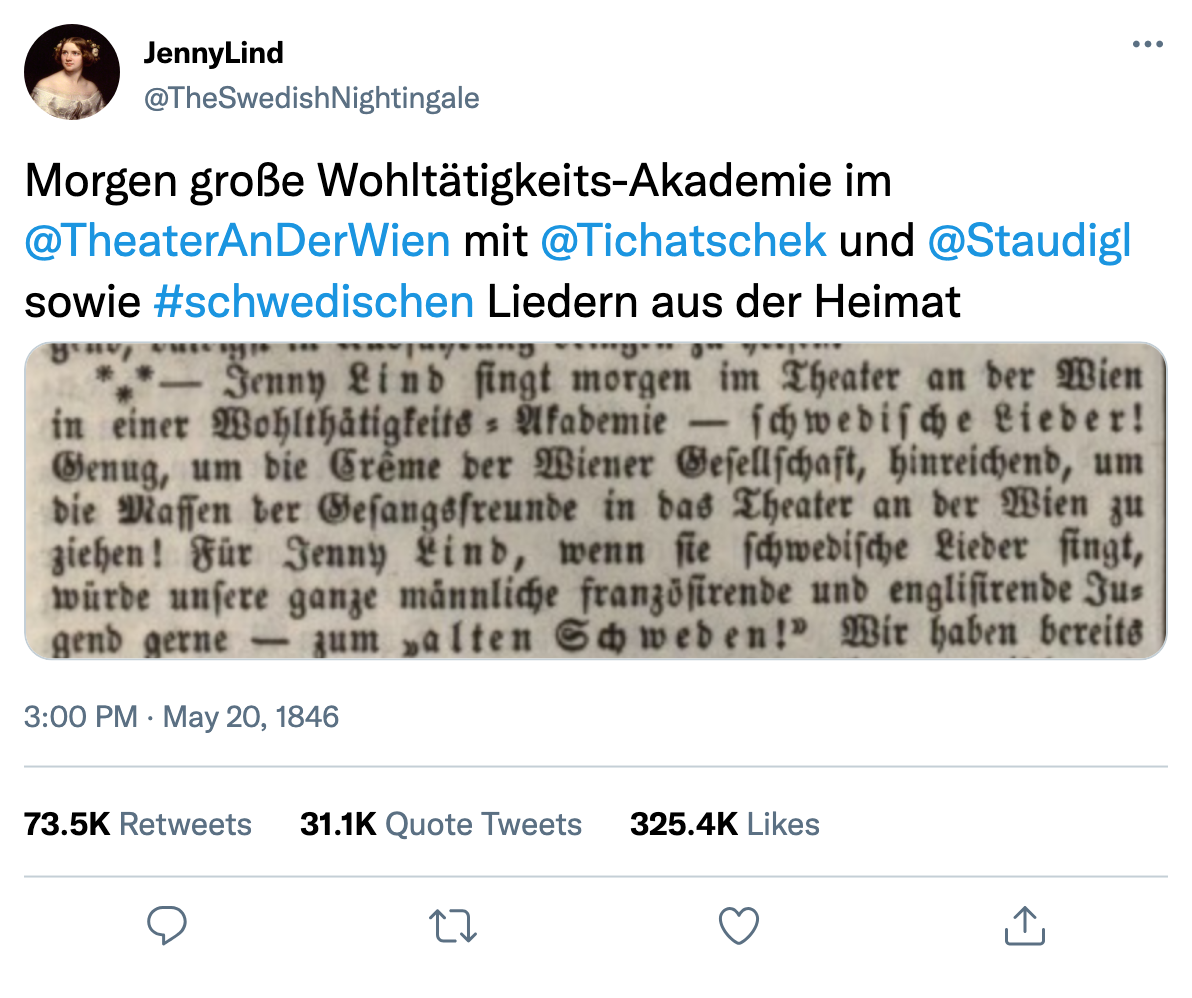 JennyLind
@TheSwedishNightingale
Morgen große Wohltätigkeits-Akademie im
@TheaterAnDerWien mit @Tichatschek und @Staudigl
sowie #schwedischen Liedern aus der Heimat
*⁎* — Jenny Lind ſingt morgen im Theater an der Wien
in einer Wohlthätigkeits-Akademie — ſchwediſche Lieder!
Genug, um die Crême der Wiener Geſellſchaft, hinreichend, um
die Maſſen der Geſangsfreunde in das Theater an der Wien zu
ziehen! Für Jenny Lind, wenn ſie ſchwediſche Lieder ſingt,
würde unſere ganze männliche franzöſirende und engliſirende Ju-
gend gerne — zum „alten Schweden!" Wir haben bereits
3:00 PM · May 20, 1846
73.5K Retweets 31.1K Quote Tweets 325.4K Likes